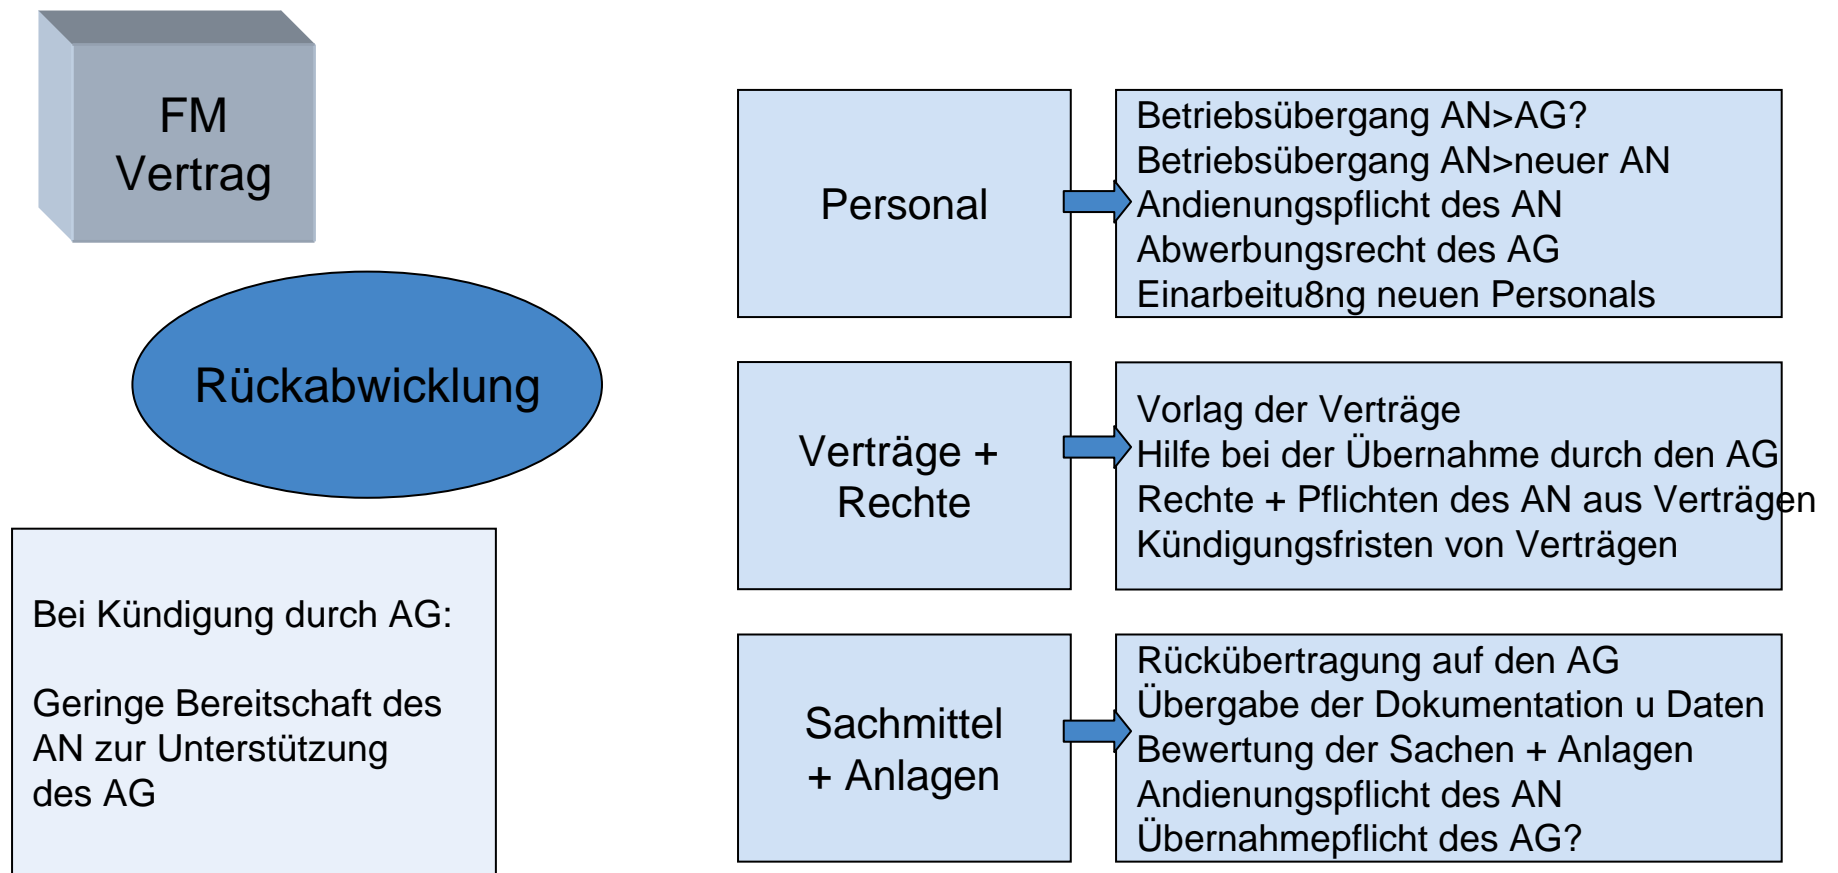 FM
Vertrag
Rückabwicklung
Bei Kündigung durch AG:
Geringe Bereitschaft des
AN zur Unterstützung
des AG
Personal
Betriebsübergang AN>AG?
Betriebsübergang AN>neuer AN
Andienungspflicht des AN
Abwerbungsrecht des AG
Einarbeitu8ng neuen Personals
Verträge +
Rechte
Vorlag der Verträge
Hilfe bei der Übernahme durch den AG
Rechte + Pflichten des AN aus Verträgen
Kündigungsfristen von Verträgen
Sachmittel
+ Anlagen
Rückübertragung auf den AG
Übergabe der Dokumentation u Daten
Bewertung der Sachen + Anlagen
Andienungspflicht des AN
Übernahmepflicht des AG?